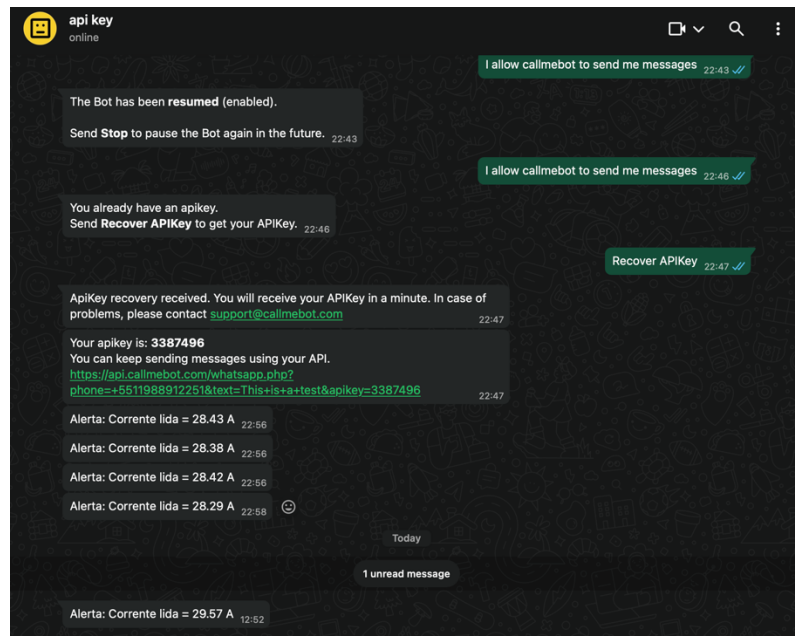 api key
online
I allow callmebot to send me messages 22:43
The Bot has been resumed (enabled).
Send Stop to pause the Bot again in the future. 22:43
I allow callmebot to send me messages 22:46
You already have an apikey.
Send Recover APIKey to get your APIKey. 22:46
Recover APIKey 22:47
ApiKey recovery received. You will receive your APIKey in a minute. In case of
problems, please contact support@callmebot.com
22:47
Your apikey is: 3387496
You can keep sending messages using your API.
https://api.callmebot.com/whatsapp.php?
phone=+5511988912251&text=This+is+a+test&apikey=3387496
22:47
Alerta: Corrente lida = 28.43 A 22:56
Alerta: Corrente lida = 28.38 A 22:56
Alerta: Corrente lida = 28.42 A 22:56
Alerta: Corrente lida = 28.29 A 22:58
Today
1 unread message
Alerta: Corrente lida = 29.57 A 12:52